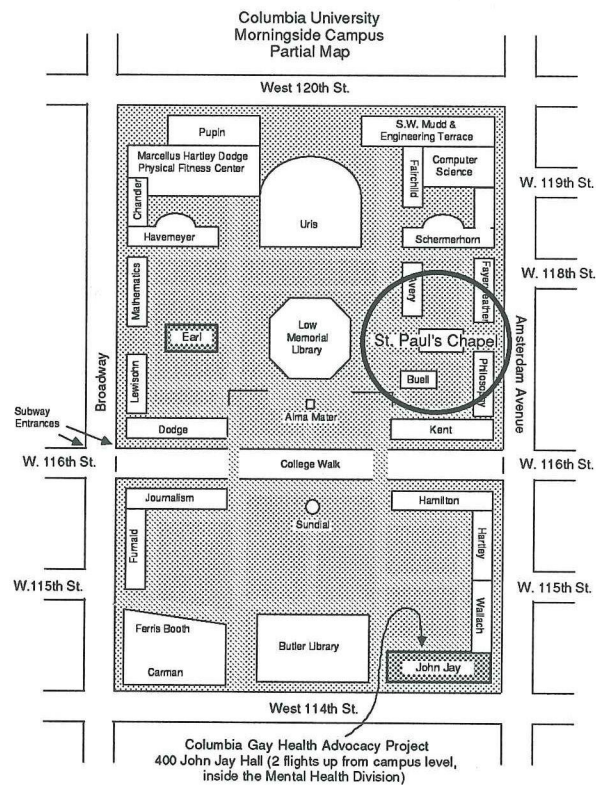 Columbia University
Morningside Campus
Partial Map
West 120th St.
Pupin
S.W. Mudd &
Engineering Terrace
Marcellus Hartley Dodge
Physical Fitness Center
Computer
Science
Fairchild
W. 119th St.
Chandler
Uris
Havemeyer
Schermerhorn
W. 118th St.
Mathematics
Avery
Fayerweather
Low
Memorial
Library
Earl
St. Paul's Chapel
Amsterdam Avenue
Broadway
Lewisohn
Buell
Philosophy
Alma Mater
Subway
Entrances
Dodge
Kent
W. 116th St.
College Walk
W. 116th St.
Journalism
Hamilton
Sundial
Furnald
Hartley
W.115th St.
W. 115th St.
Wallach
Ferris Booth
Butler Library
Carman
John Jay
West 114th St.
Columbia Gay Health Advocacy Project
400 John Jay Hall (2 flights up from campus level,
inside the Mental Health Division)